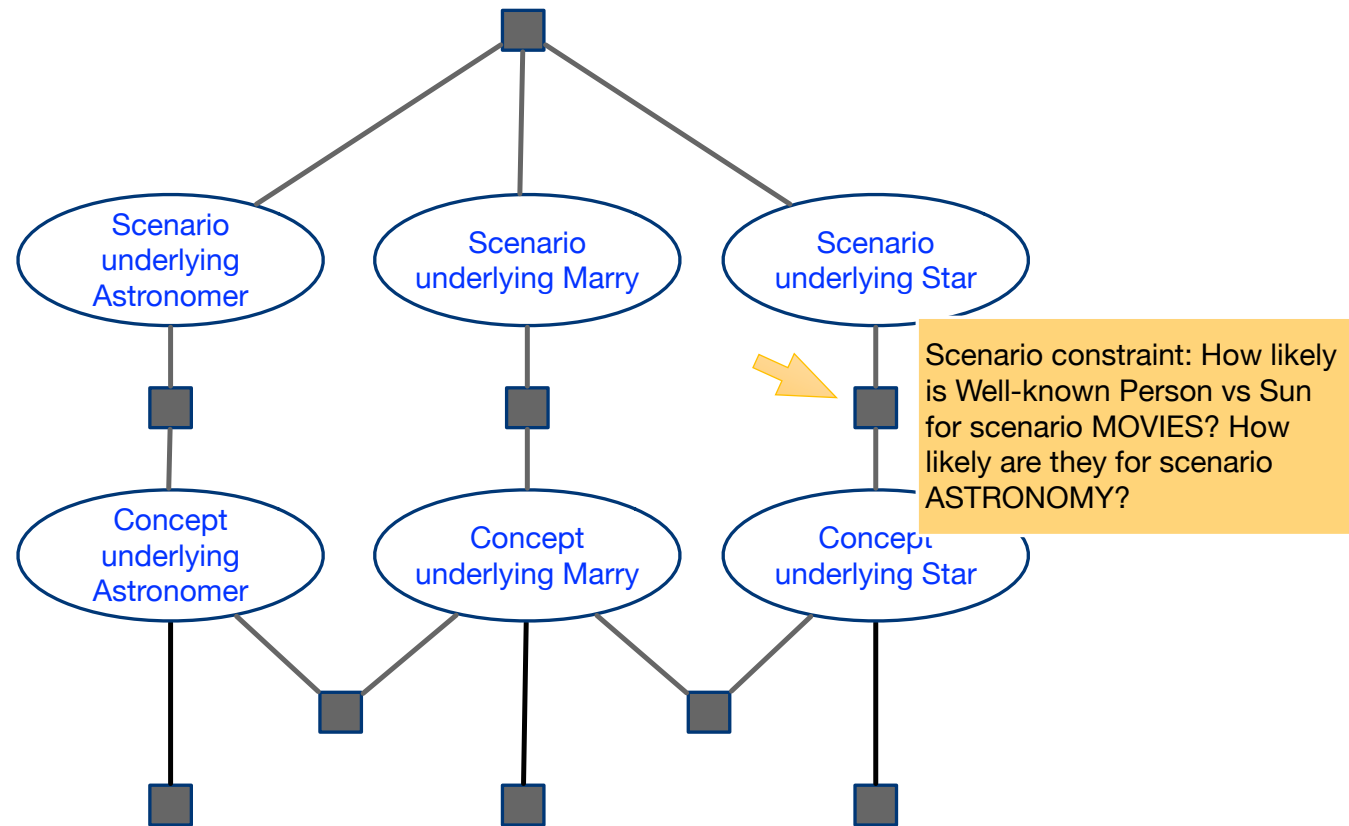 Scenario
underlying
Astronomer
Scenario
underlying Marry
Scenario
underlying Star
Scenario constraint: How likely
is Well-known Person vs Sun
for scenario MOVIES? How
likely are they for scenario
ASTRONOMY?
Concept
underlying
Astronomer
Concept
underlying Marry
Concept
underlying Star